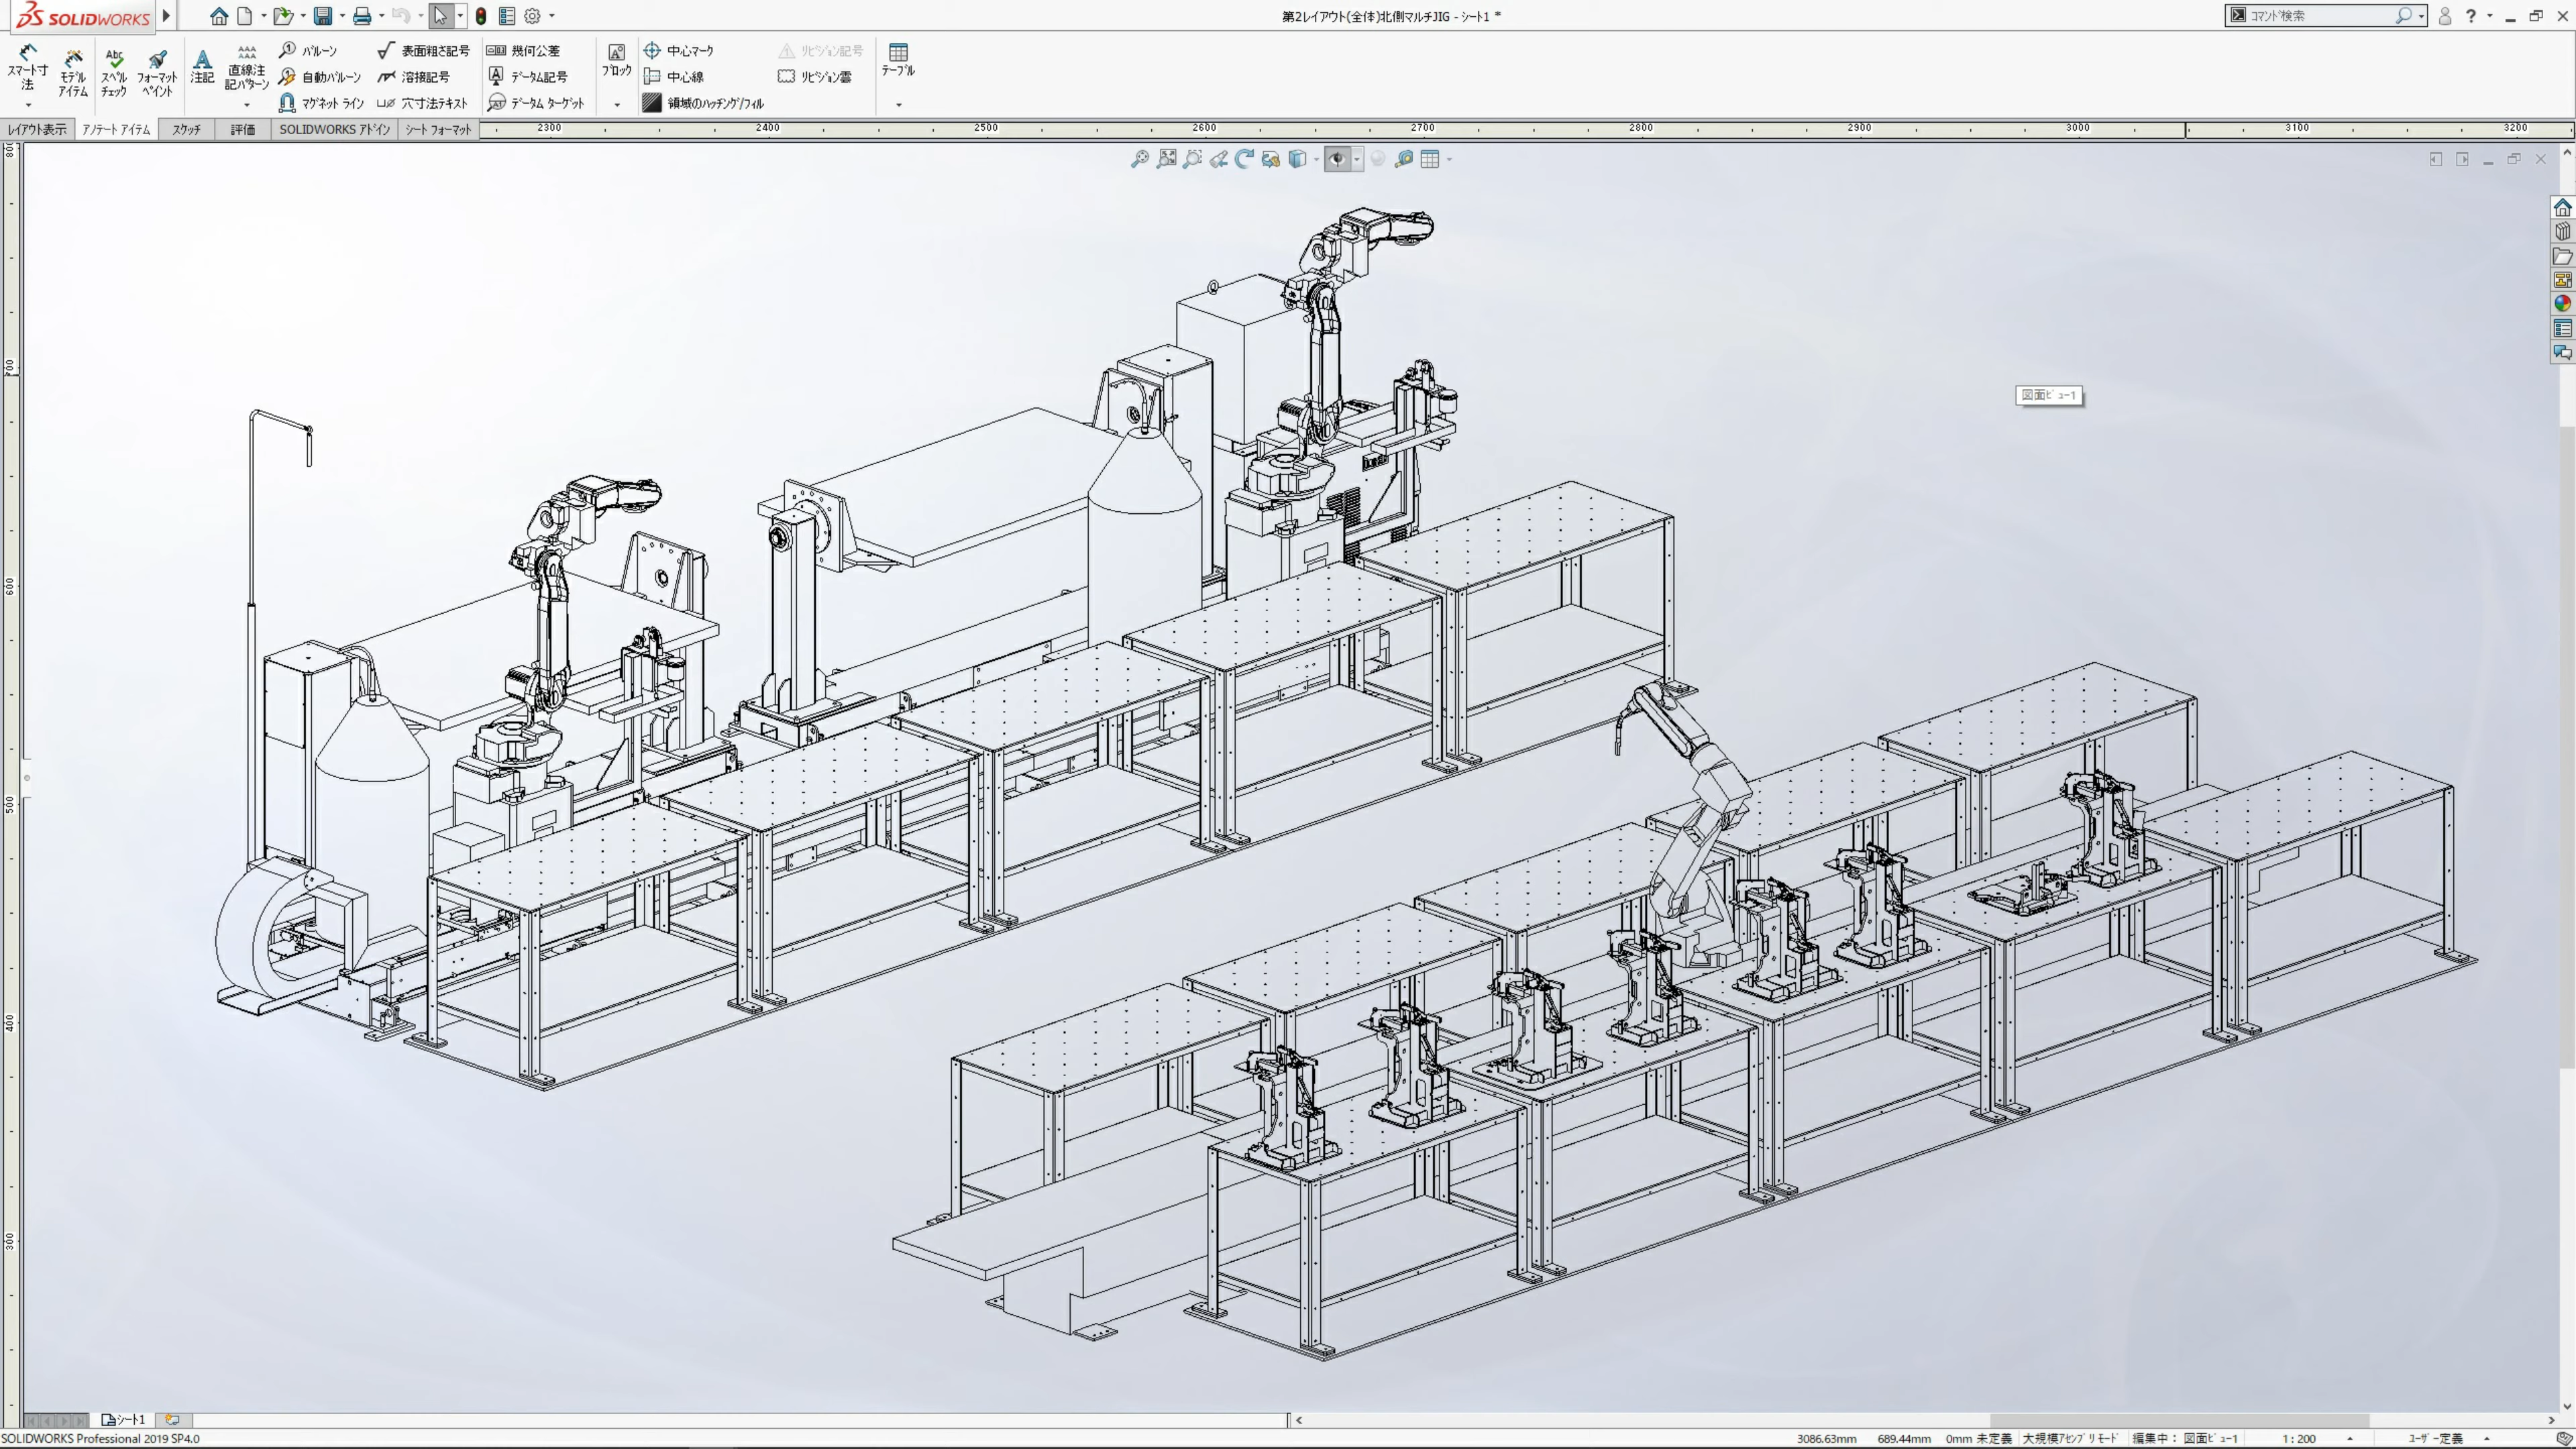 SOLIDWORKS
第2レイアウト(全体)北側マルチJIG - シート1 *
コマンド検索
スマート寸法
モデルアイテム
スペルチェック
フォーマットペイント
注記
直線注記パターン
バルーン
自動バルーン
マグネット ライン
表面粗さ記号
溶接記号
穴寸法テキスト
幾何公差
データム記号
データム ターゲット
ブロック
中心マーク
中心線
領域のハッチング/フィル
リビジョン記号
リビジョン雲
テーブル
レイアウト表示
アノテート アイテム
スケッチ
評価
SOLIDWORKS アドイン
シート フォーマット
2300 2400 2500 2600 2700 2800 2900 3000 3100 3200
800
700
600
500
400
300
図面ビュー1
シート1
SOLIDWORKS Professional 2019 SP4.0
3086.63mm 689.44mm 0mm 未定義 大規模アセンブリ モード 編集中： 図面ビュー1 1 : 200 ユーザー定義